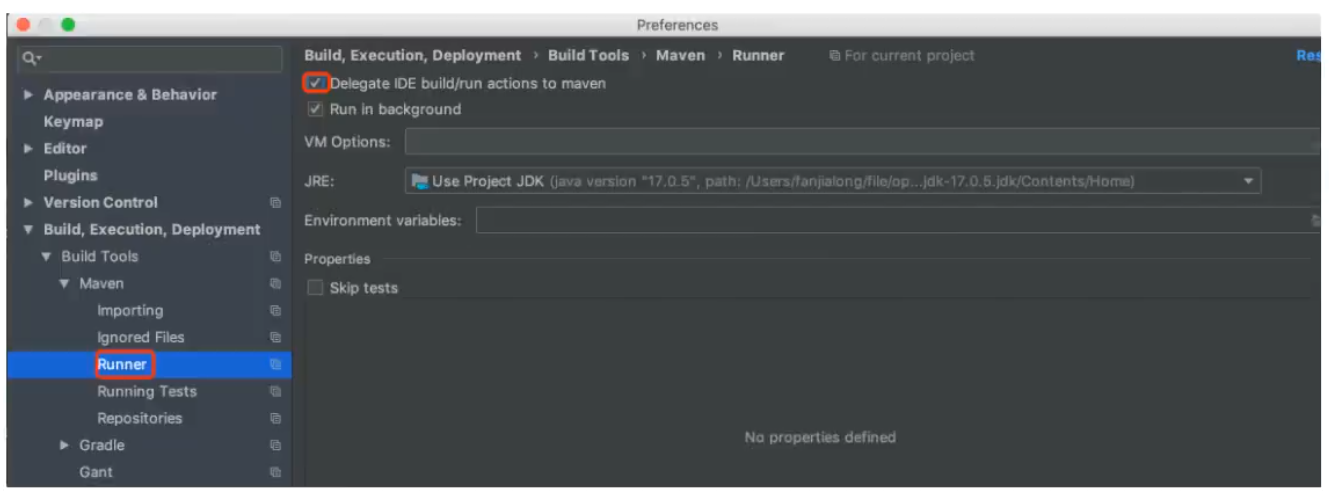 Preferences
Build, Execution, Deployment › Build Tools › Maven › Runner For current project Res
Delegate IDE build/run actions to maven
Run in background
VM Options:
JRE: Use Project JDK (java version "17.0.5", path: /Users/fanjialong/file/op...jdk-17.0.5.jdk/Contents/Home)
Environment variables:
Properties
Skip tests
No properties defined
Appearance & Behavior
Keymap
Editor
Plugins
Version Control
Build, Execution, Deployment
Build Tools
Maven
Importing
Ignored Files
Runner
Running Tests
Repositories
Gradle
Gant